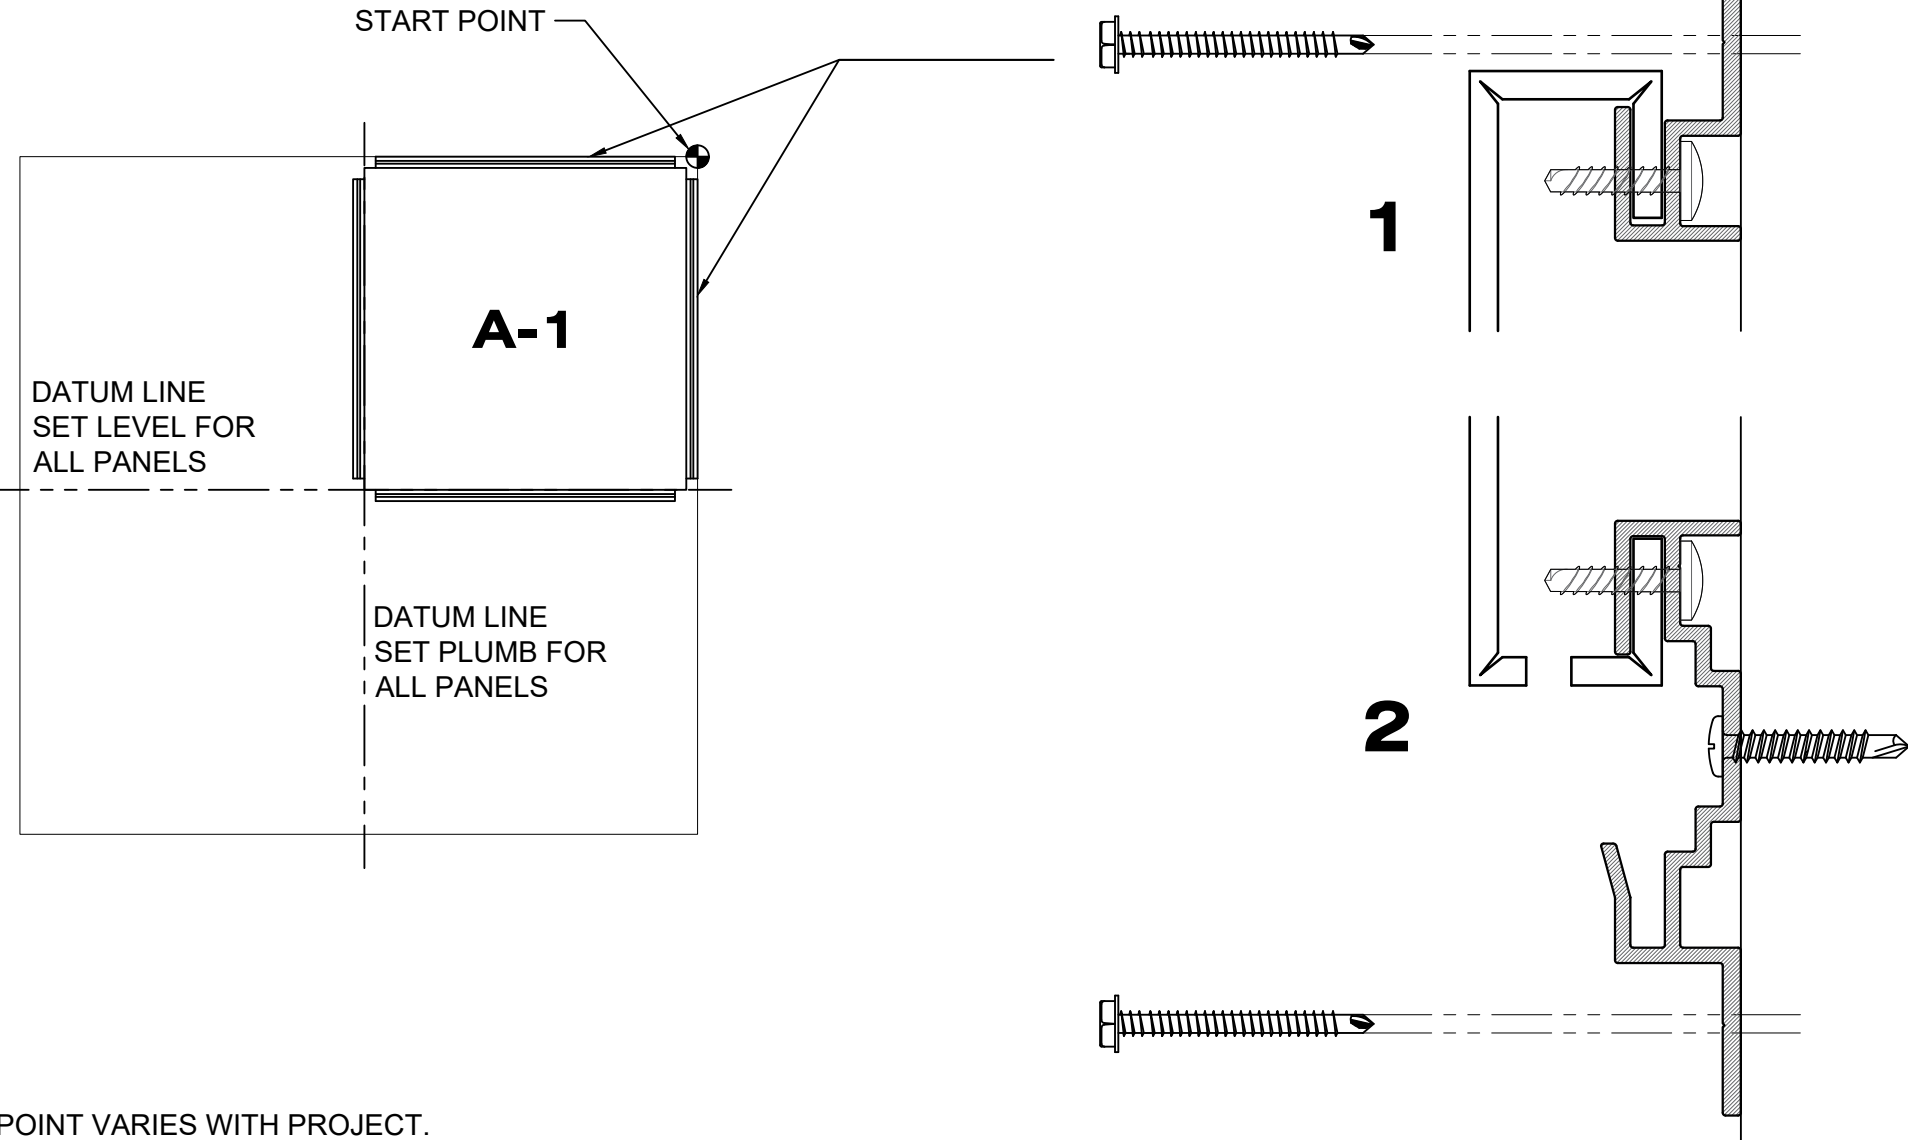 START POINT
1
A-1
DATUM LINE
SET LEVEL FOR
ALL PANELS
DATUM LINE
SET PLUMB FOR
ALL PANELS
2
POINT VARIES WITH PROJECT.